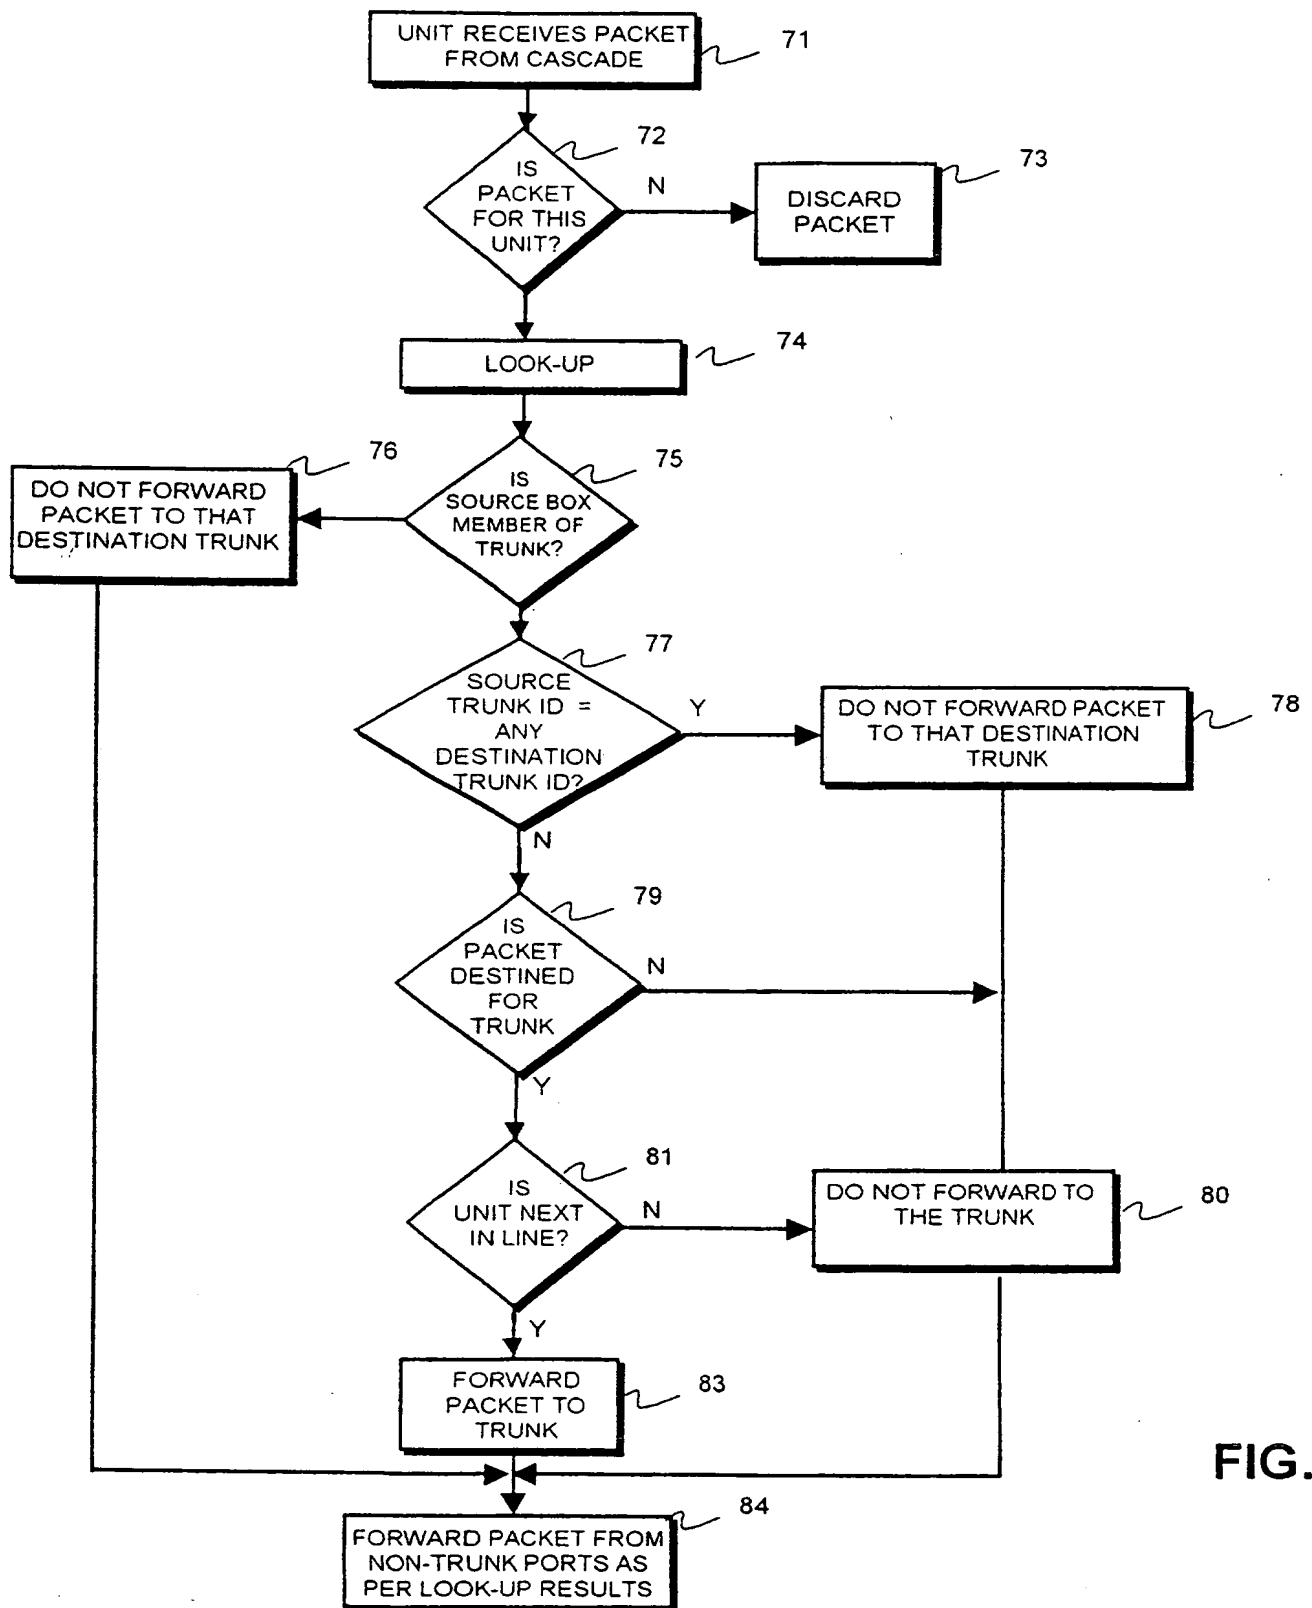 UNIT RECEIVES PACKET
FROM CASCADE
71
72
IS
PACKET
FOR THIS
UNIT?
N
73
DISCARD
PACKET
74
LOOK-UP
76
DO NOT FORWARD
PACKET TO THAT
DESTINATION TRUNK
75
IS
SOURCE BOX
MEMBER OF
TRUNK?
77
SOURCE
TRUNK ID =
ANY
DESTINATION
TRUNK ID?
Y
78
DO NOT FORWARD PACKET
TO THAT DESTINATION
TRUNK
N
79
IS
PACKET
DESTINED
FOR
TRUNK
N
Y
81
IS
UNIT NEXT
IN LINE?
N
DO NOT FORWARD TO
THE TRUNK
80
Y
FORWARD
PACKET TO
TRUNK
83
84
FORWARD PACKET FROM
NON-TRUNK PORTS AS
PER LOOK-UP RESULTS
FIG.